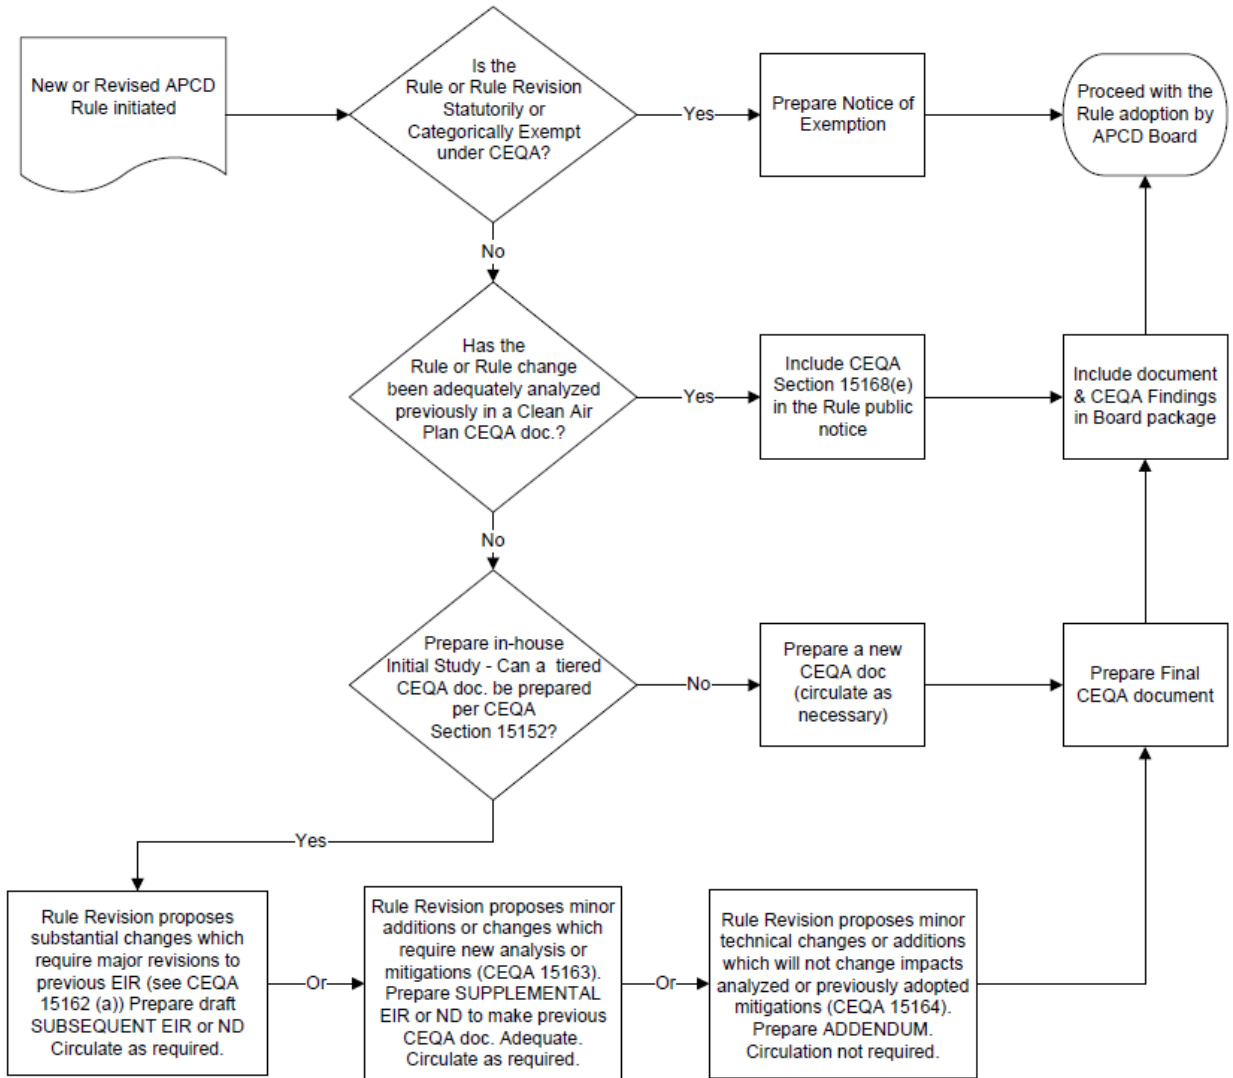 New or Revised APCD
Rule initiated
Is the
Rule or Rule Revision
Statutorily or
Categorically Exempt
under CEQA?
Yes
Prepare Notice of
Exemption
Proceed with the
Rule adoption by
APCD Board
No
Has the
Rule or Rule change
been adequately analyzed
previously in a Clean Air
Plan CEQA doc.?
Yes
Include CEQA
Section 15168(e)
in the Rule public
notice
Include document
& CEQA Findings
in Board package
No
Prepare in-house
Initial Study - Can a tiered
CEQA doc. be prepared
per CEQA
Section 15152?
No
Prepare a new
CEQA doc
(circulate as
necessary)
Prepare Final
CEQA document
Yes
Rule Revision proposes
substantial changes which
require major revisions to
previous EIR (see CEQA
15162 (a)) Prepare draft
SUBSEQUENT EIR or ND
Circulate as required.
Or
Rule Revision proposes minor
additions or changes which
require new analysis or
mitigations (CEQA 15163).
Prepare SUPPLEMENTAL
EIR or ND to make previous
CEQA doc. Adequate.
Circulate as required.
Or
Rule Revision proposes minor
technical changes or additions
which will not change impacts
analyzed or previously adopted
mitigations (CEQA 15164).
Prepare ADDENDUM.
Circulation not required.